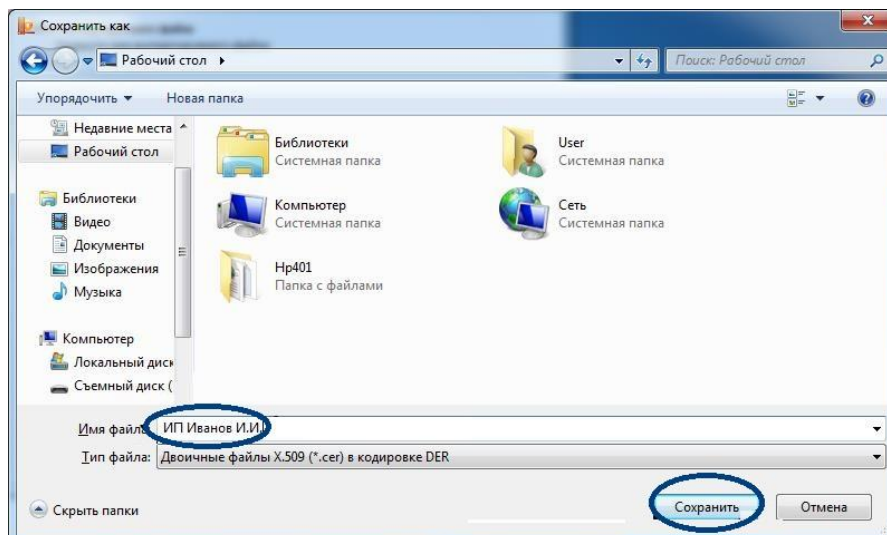 Сохранить как
Рабочий стол
Поиск: Рабочий стол
Упорядочить
Новая папка
Недавние места
Рабочий стол
Библиотеки
Видео
Документы
Изображения
Музыка
Компьютер
Локальный диск
Съемный диск (
Библиотеки
Системная папка
User
Системная папка
Компьютер
Системная папка
Сеть
Системная папка
Hp401
Папка с файлами
Имя файла:
ИП Иванов И.И.
Тип файла: Двоичные файлы X.509 (*.cer) в кодировке DER
Скрыть папки
Сохранить
Отмена